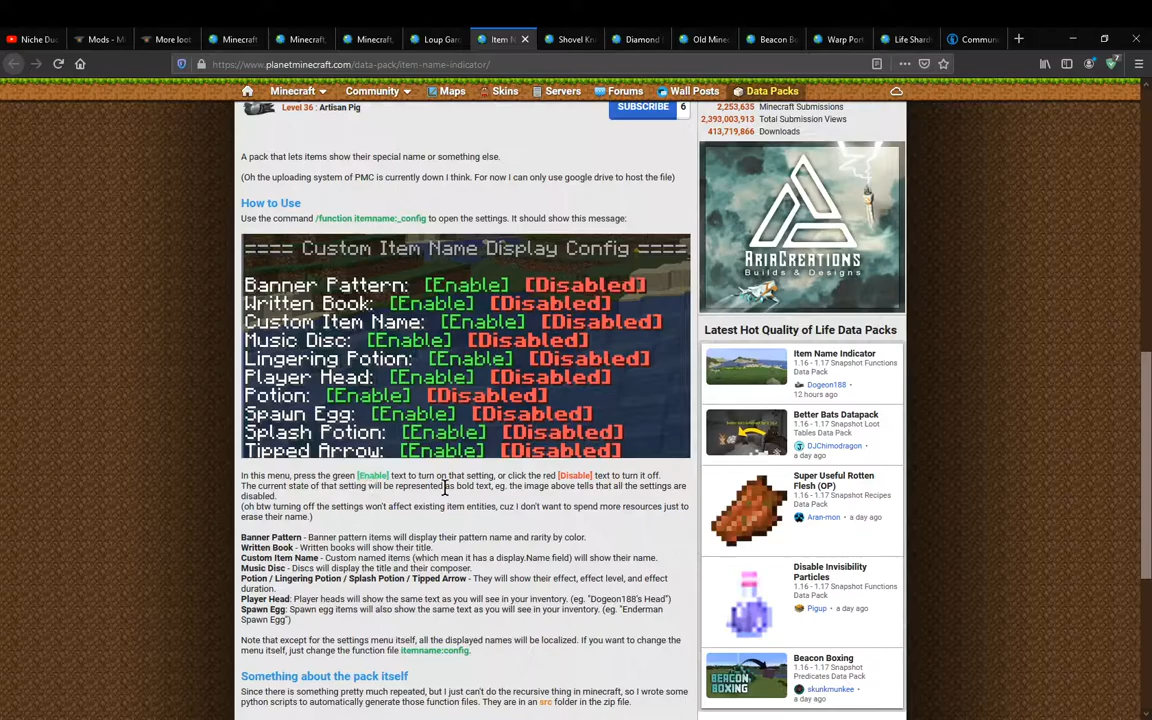 Niche Du
Mods - M
More loot
Minecraft
Minecraft,
Minecraft,
Loup Gar
Item N
Shovel Kn
Diamond
Old Mine
Beacon Bo
Warp Port
Life Shard
Commun
https://www.planetminecraft.com/data-pack/item-name-indicator/
7
Minecraft
Community
Maps
Skins
Servers
Forums
Wall Posts
Data Packs
Level 36 : Artisan Pig
SUBSCRIBE 6
A pack that lets items show their special name or something else.
(Oh the uploading system of PMC is currently down I think. For now I can only use google drive to host the file)
How to Use
Use the command /function itemname:_config to open the settings. It should show this message:
==== Custom Item Name Display Config ====
Banner Pattern: [Enable] [Disabled]
Written Book: [Enable] [Disabled]
Custom Item Name: [Enable] [Disabled]
Music Disc: [Enable] [Disabled]
Lingering Potion: [Enable] [Disabled]
Player Head: [Enable] [Disabled]
Potion: [Enable] [Disabled]
Spawn Egg: [Enable] [Disabled]
Splash Potion: [Enable] [Disabled]
Tipped Arrow: [Enable] [Disabled]
In this menu, press the green [Enable] text to turn on that setting, or click the red [Disable] text to turn it off.
The current state of that setting will be represented as bold text, eg. the image above tells that all the settings are
disabled.
(oh btw turning off the settings won't affect existing item entities, cuz I don't want to spend more resources just to
erase their name.)
Banner Pattern - Banner pattern items will display their pattern name and rarity by color.
Written Book - Written books will show their title.
Custom Item Name - Custom named items (which mean it has a display.Name field) will show their name.
Music Disc - Discs will display the title and their composer.
Potion / Lingering Potion / Splash Potion / Tipped Arrow - They will show their effect, effect level, and effect
duration.
Player Head: Player heads will show the same text as you will see in your inventory. (eg. "Dogeon188's Head")
Spawn Egg: Spawn egg items will also show the same text as you will see in your inventory. (eg. "Enderman
Spawn Egg")
Note that except for the settings menu itself, all the displayed names will be localized. If you want to change the
menu itself, just change the function file itemname:config.
Something about the pack itself
Since there is something pretty much repeated, but I just can't do the recursive thing in minecraft, so I wrote some
python scripts to automatically generate those function files. They are in an src folder in the zip file.
2,253,635 Minecraft Submissions
2,393,003,913 Total Submission Views
413,719,866 Downloads
ARIACREATIONS
Builds & Designs
Latest Hot Quality of Life Data Packs
Item Name Indicator
1.16 - 1.17 Snapshot Functions
Data Pack
Dogeon188
12 hours ago
Better Bats Datapack
1.16 - 1.17 Snapshot Loot
Tables Data Pack
DJChimodragon
a day ago
Super Useful Rotten
Flesh (OP)
1.16 - 1.17 Snapshot Recipes
Data Pack
Aran-mon • a day ago
Disable Invisibility
Particles
1.16 - 1.17 Snapshot Functions
Data Pack
Pigup • a day ago
Beacon Boxing
1.16 - 1.17 Snapshot
Predicates Data Pack
skunkmunkee
a day ago
BEACON
BOXING